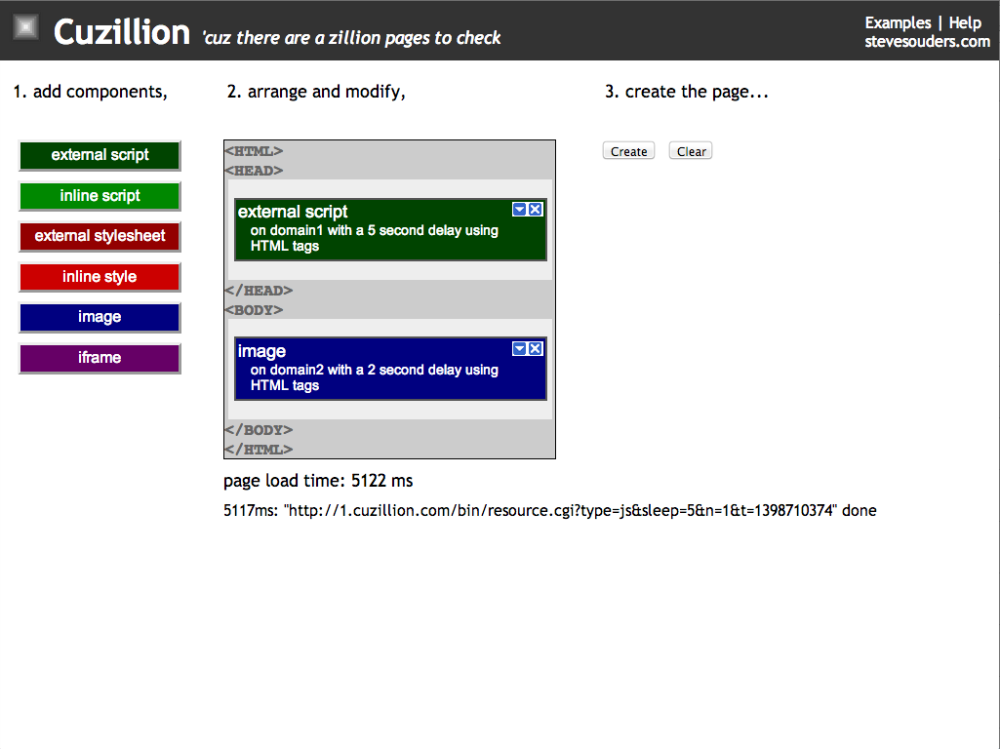 Cuzillion 'cuz there are a zillion pages to check
Examples | Help
stevesouders.com
1. add components,
2. arrange and modify,
3. create the page...
external script
inline script
external stylesheet
inline style
image
iframe
<HTML>
<HEAD>
external script
on domain1 with a 5 second delay using
HTML tags
</HEAD>
<BODY>
image
on domain2 with a 2 second delay using
HTML tags
</BODY>
</HTML>
Create Clear
page load time: 5122 ms
5117ms: "http://1.cuzillion.com/bin/resource.cgi?type=js&sleep=5&n=1&t=1398710374" done